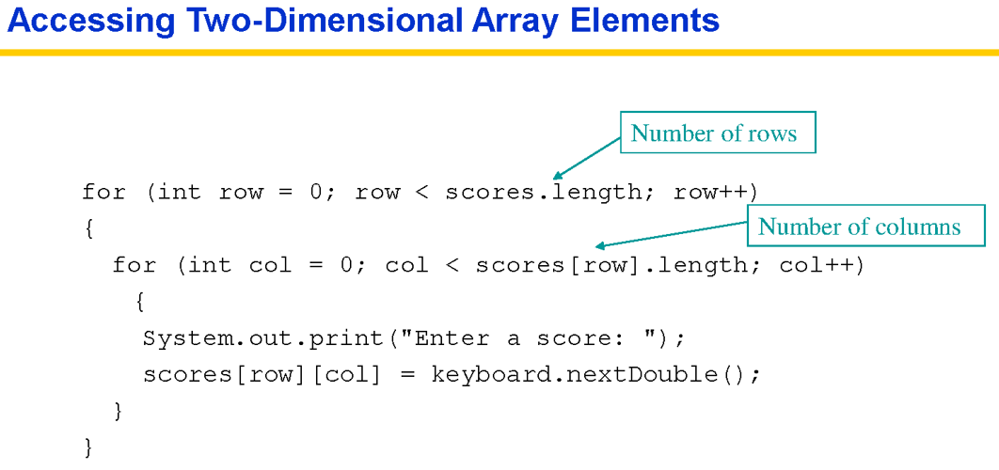 Accessing Two-Dimensional Array Elements
Number of rows
for (int row = 0; row < scores.length; row++)
{
Number of columns
for (int col = 0; col < scores[row].length; col++)
{
System.out.print("Enter a score: ");
scores[row][col] = keyboard.nextDouble();
}
}